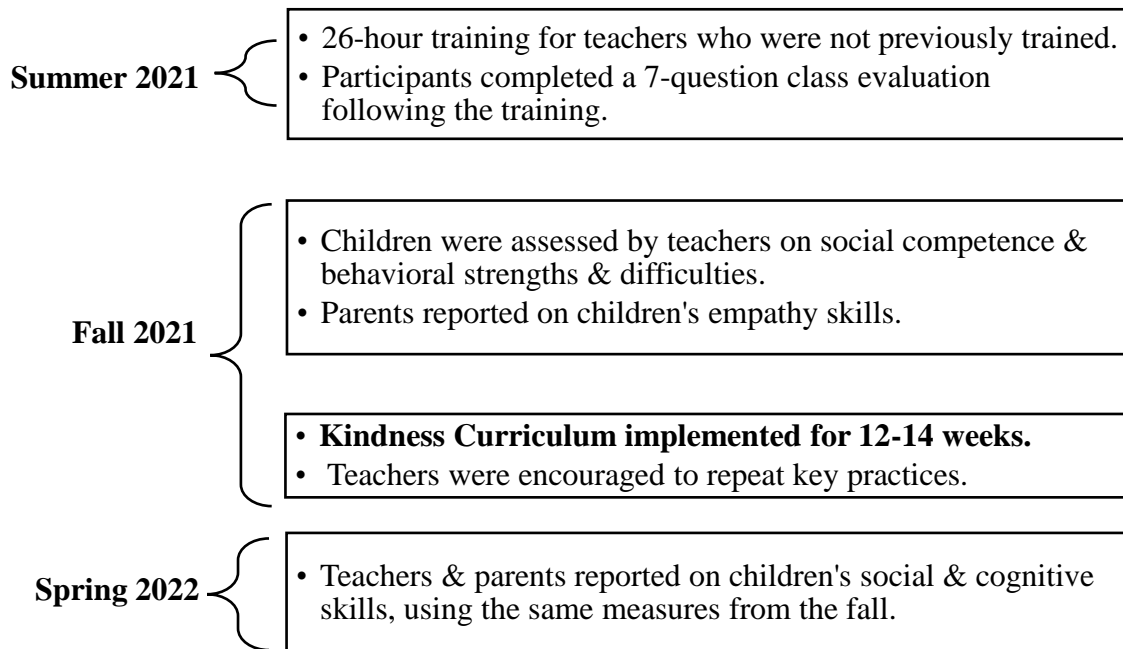 Summer 2021
• 26-hour training for teachers who were not previously trained.
• Participants completed a 7-question class evaluation
following the training.
Fall 2021
• Children were assessed by teachers on social competence &
behavioral strengths & difficulties.
• Parents reported on children's empathy skills.
• Kindness Curriculum implemented for 12-14 weeks.
• Teachers were encouraged to repeat key practices.
Spring 2022
• Teachers & parents reported on children's social & cognitive
skills, using the same measures from the fall.